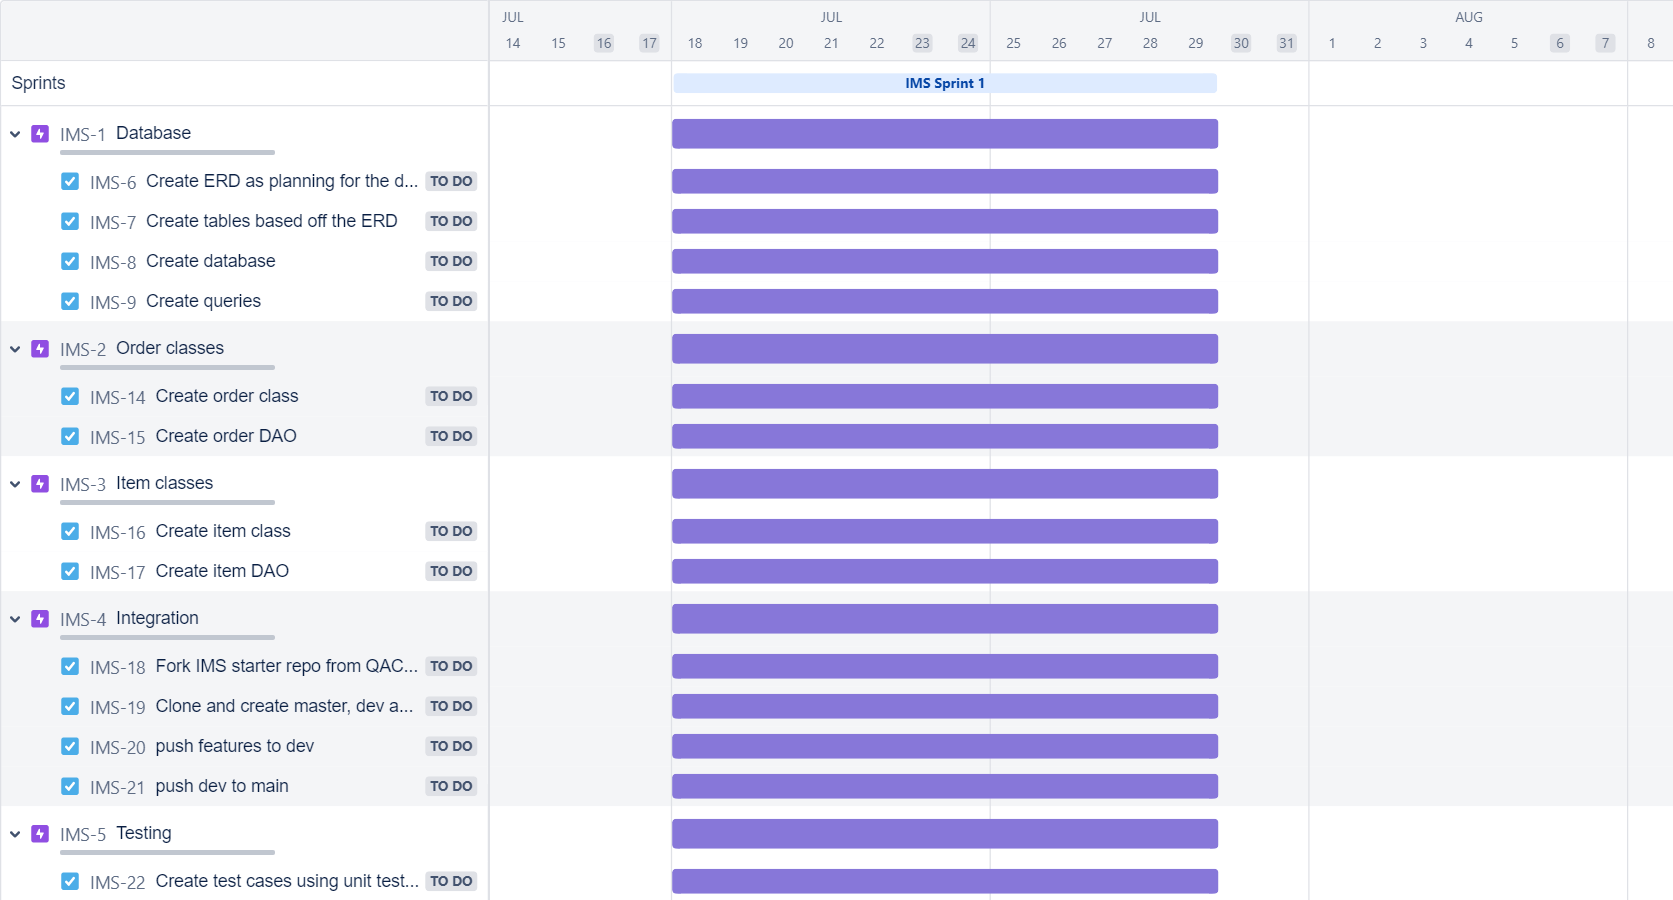 JUL JUL JUL AUG
14 15 16 17 18 19 20 21 22 23 24 25 26 27 28 29 30 31 1 2 3 4 5 6 7 8
Sprints IMS Sprint 1
IMS-1 Database
IMS-6 Create ERD as planning for the d... TO DO
IMS-7 Create tables based off the ERD TO DO
IMS-8 Create database TO DO
IMS-9 Create queries TO DO
IMS-2 Order classes
IMS-14 Create order class TO DO
IMS-15 Create order DAO TO DO
IMS-3 Item classes
IMS-16 Create item class TO DO
IMS-17 Create item DAO TO DO
IMS-4 Integration
IMS-18 Fork IMS starter repo from QAC... TO DO
IMS-19 Clone and create master, dev a... TO DO
IMS-20 push features to dev TO DO
IMS-21 push dev to main TO DO
IMS-5 Testing
IMS-22 Create test cases using unit test... TO DO